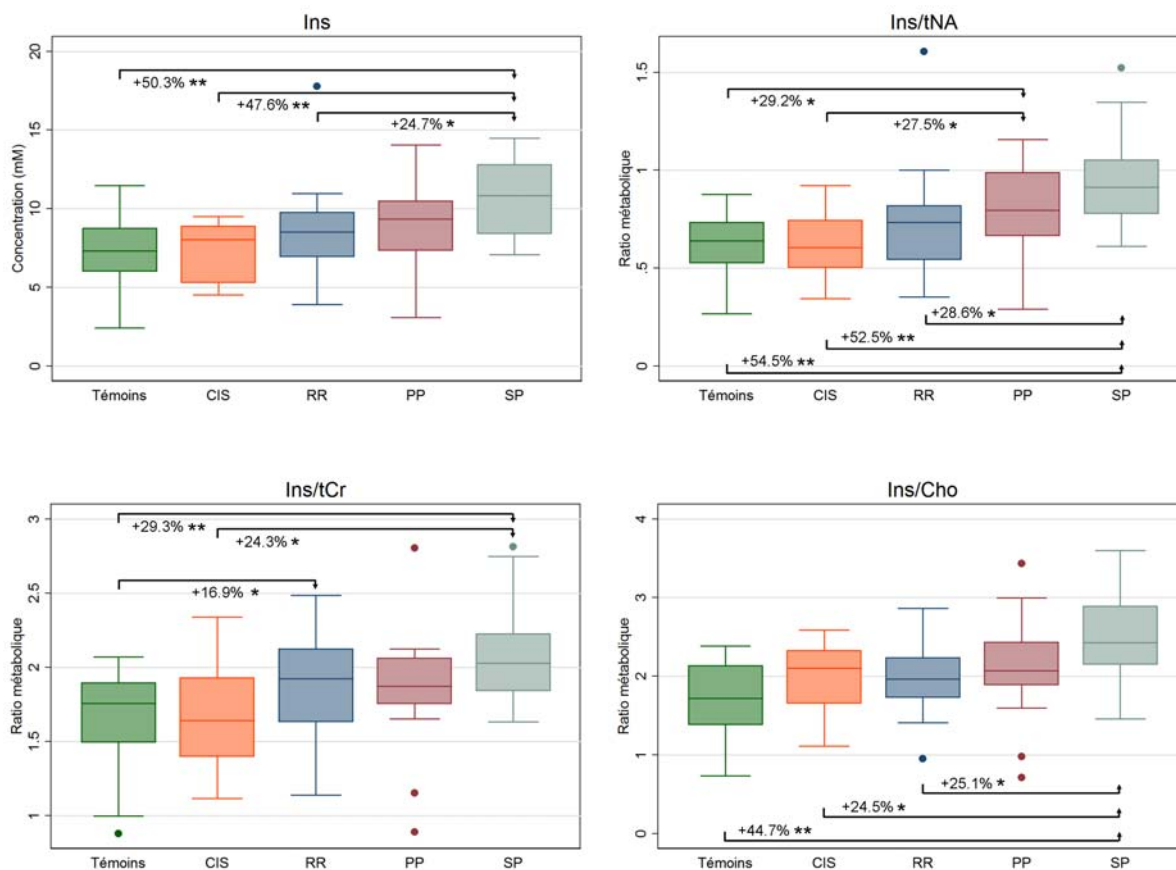 Ins
Concentration (mM)
20
15
10
5
0
+50.3% **
+47.6% **
+24.7% *
Témoins CIS RR PP SP
Ins/tNA
Ratio métabolique
1.5
1
.5
0
+29.2% *
+27.5% *
+28.6% *
+52.5% **
+54.5% **
Témoins CIS RR PP SP
Ins/tCr
Ratio métabolique
3
2.5
2
1.5
1
+29.3% **
+24.3% *
+16.9% *
Témoins CIS RR PP SP
Ins/Cho
Ratio métabolique
4
3
2
1
0
+25.1% *
+24.5% *
+44.7% **
Témoins CIS RR PP SP